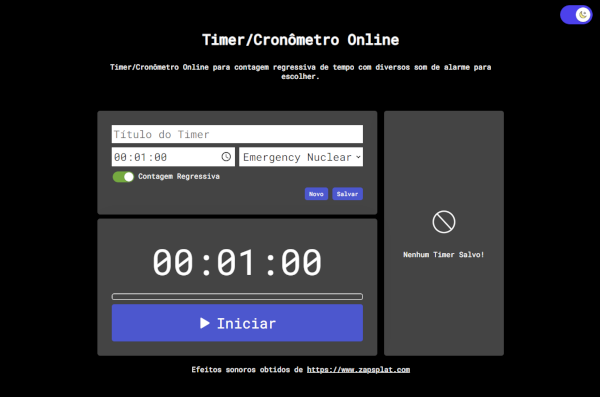 Timer/Cronômetro Online
Timer/Cronômetro Online para contagem regressiva de tempo com diversos som de alarme para
escolher.
Título do Timer
00:01:00
Emergency Nuclear
Contagem Regressiva
Novo
Salvar
00:01:00
Iniciar
Nenhum Timer Salvo!
Efeitos sonoros obtidos de https://www.zapsplat.com